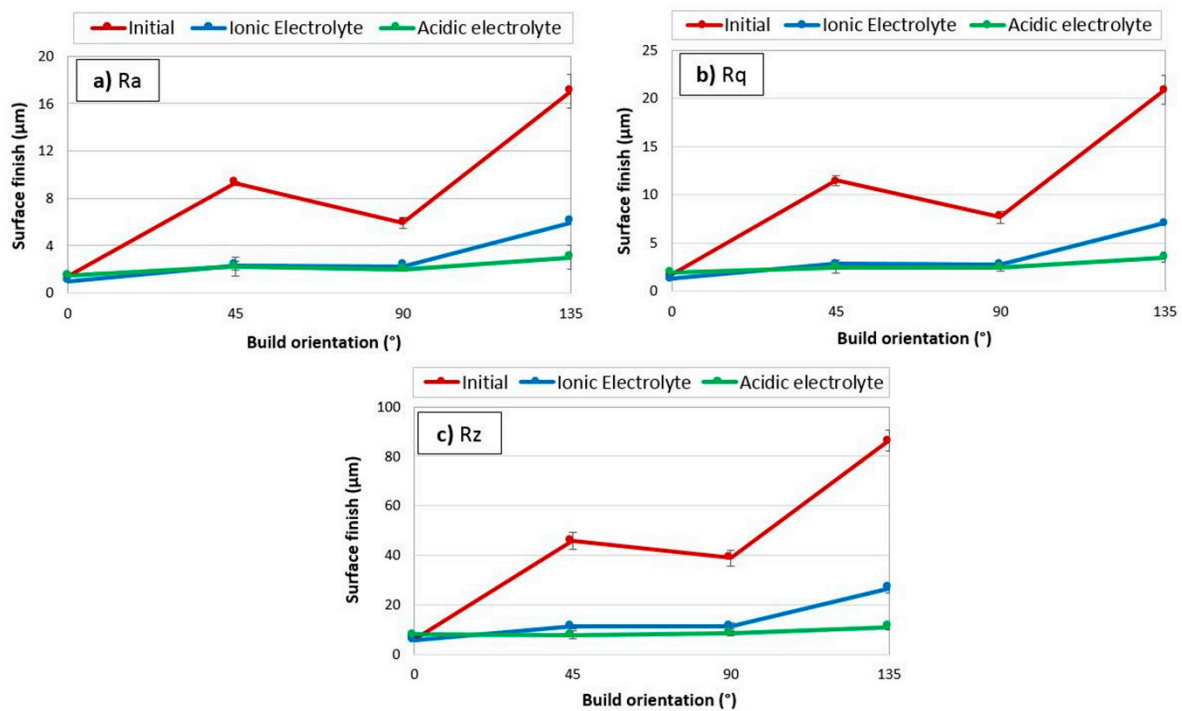 Initial Ionic Electrolyte Acidic electrolyte
a) Ra
Surface finish (µm)
20
16
12
8
4
0
0 45 90 135
Build orientation (°)
Initial Ionic Electrolyte Acidic electrolyte
b) Rq
Surface finish (µm)
25
20
15
10
5
0
0 45 90 135
Build orientation (°)
Initial Ionic Electrolyte Acidic electrolyte
c) Rz
Surface finish (µm)
100
80
60
40
20
0
0 45 90 135
Build orientation (°)